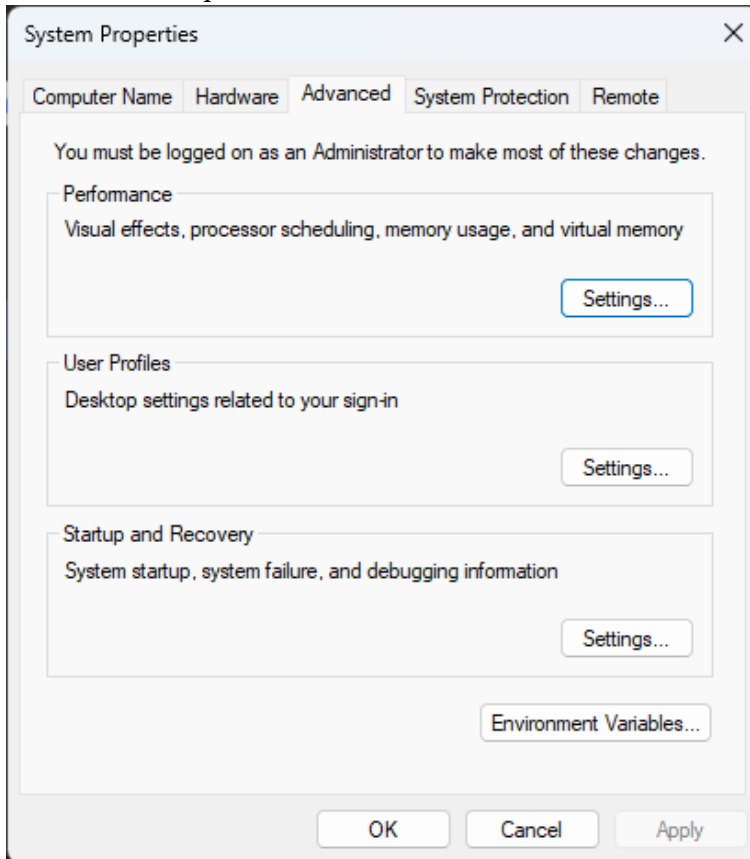 System Properties
Computer Name Hardware Advanced System Protection Remote
You must be logged on as an Administrator to make most of these changes.
Performance
Visual effects, processor scheduling, memory usage, and virtual memory
Settings...
User Profiles
Desktop settings related to your sign-in
Settings...
Startup and Recovery
System startup, system failure, and debugging information
Settings...
Environment Variables...
OK Cancel Apply